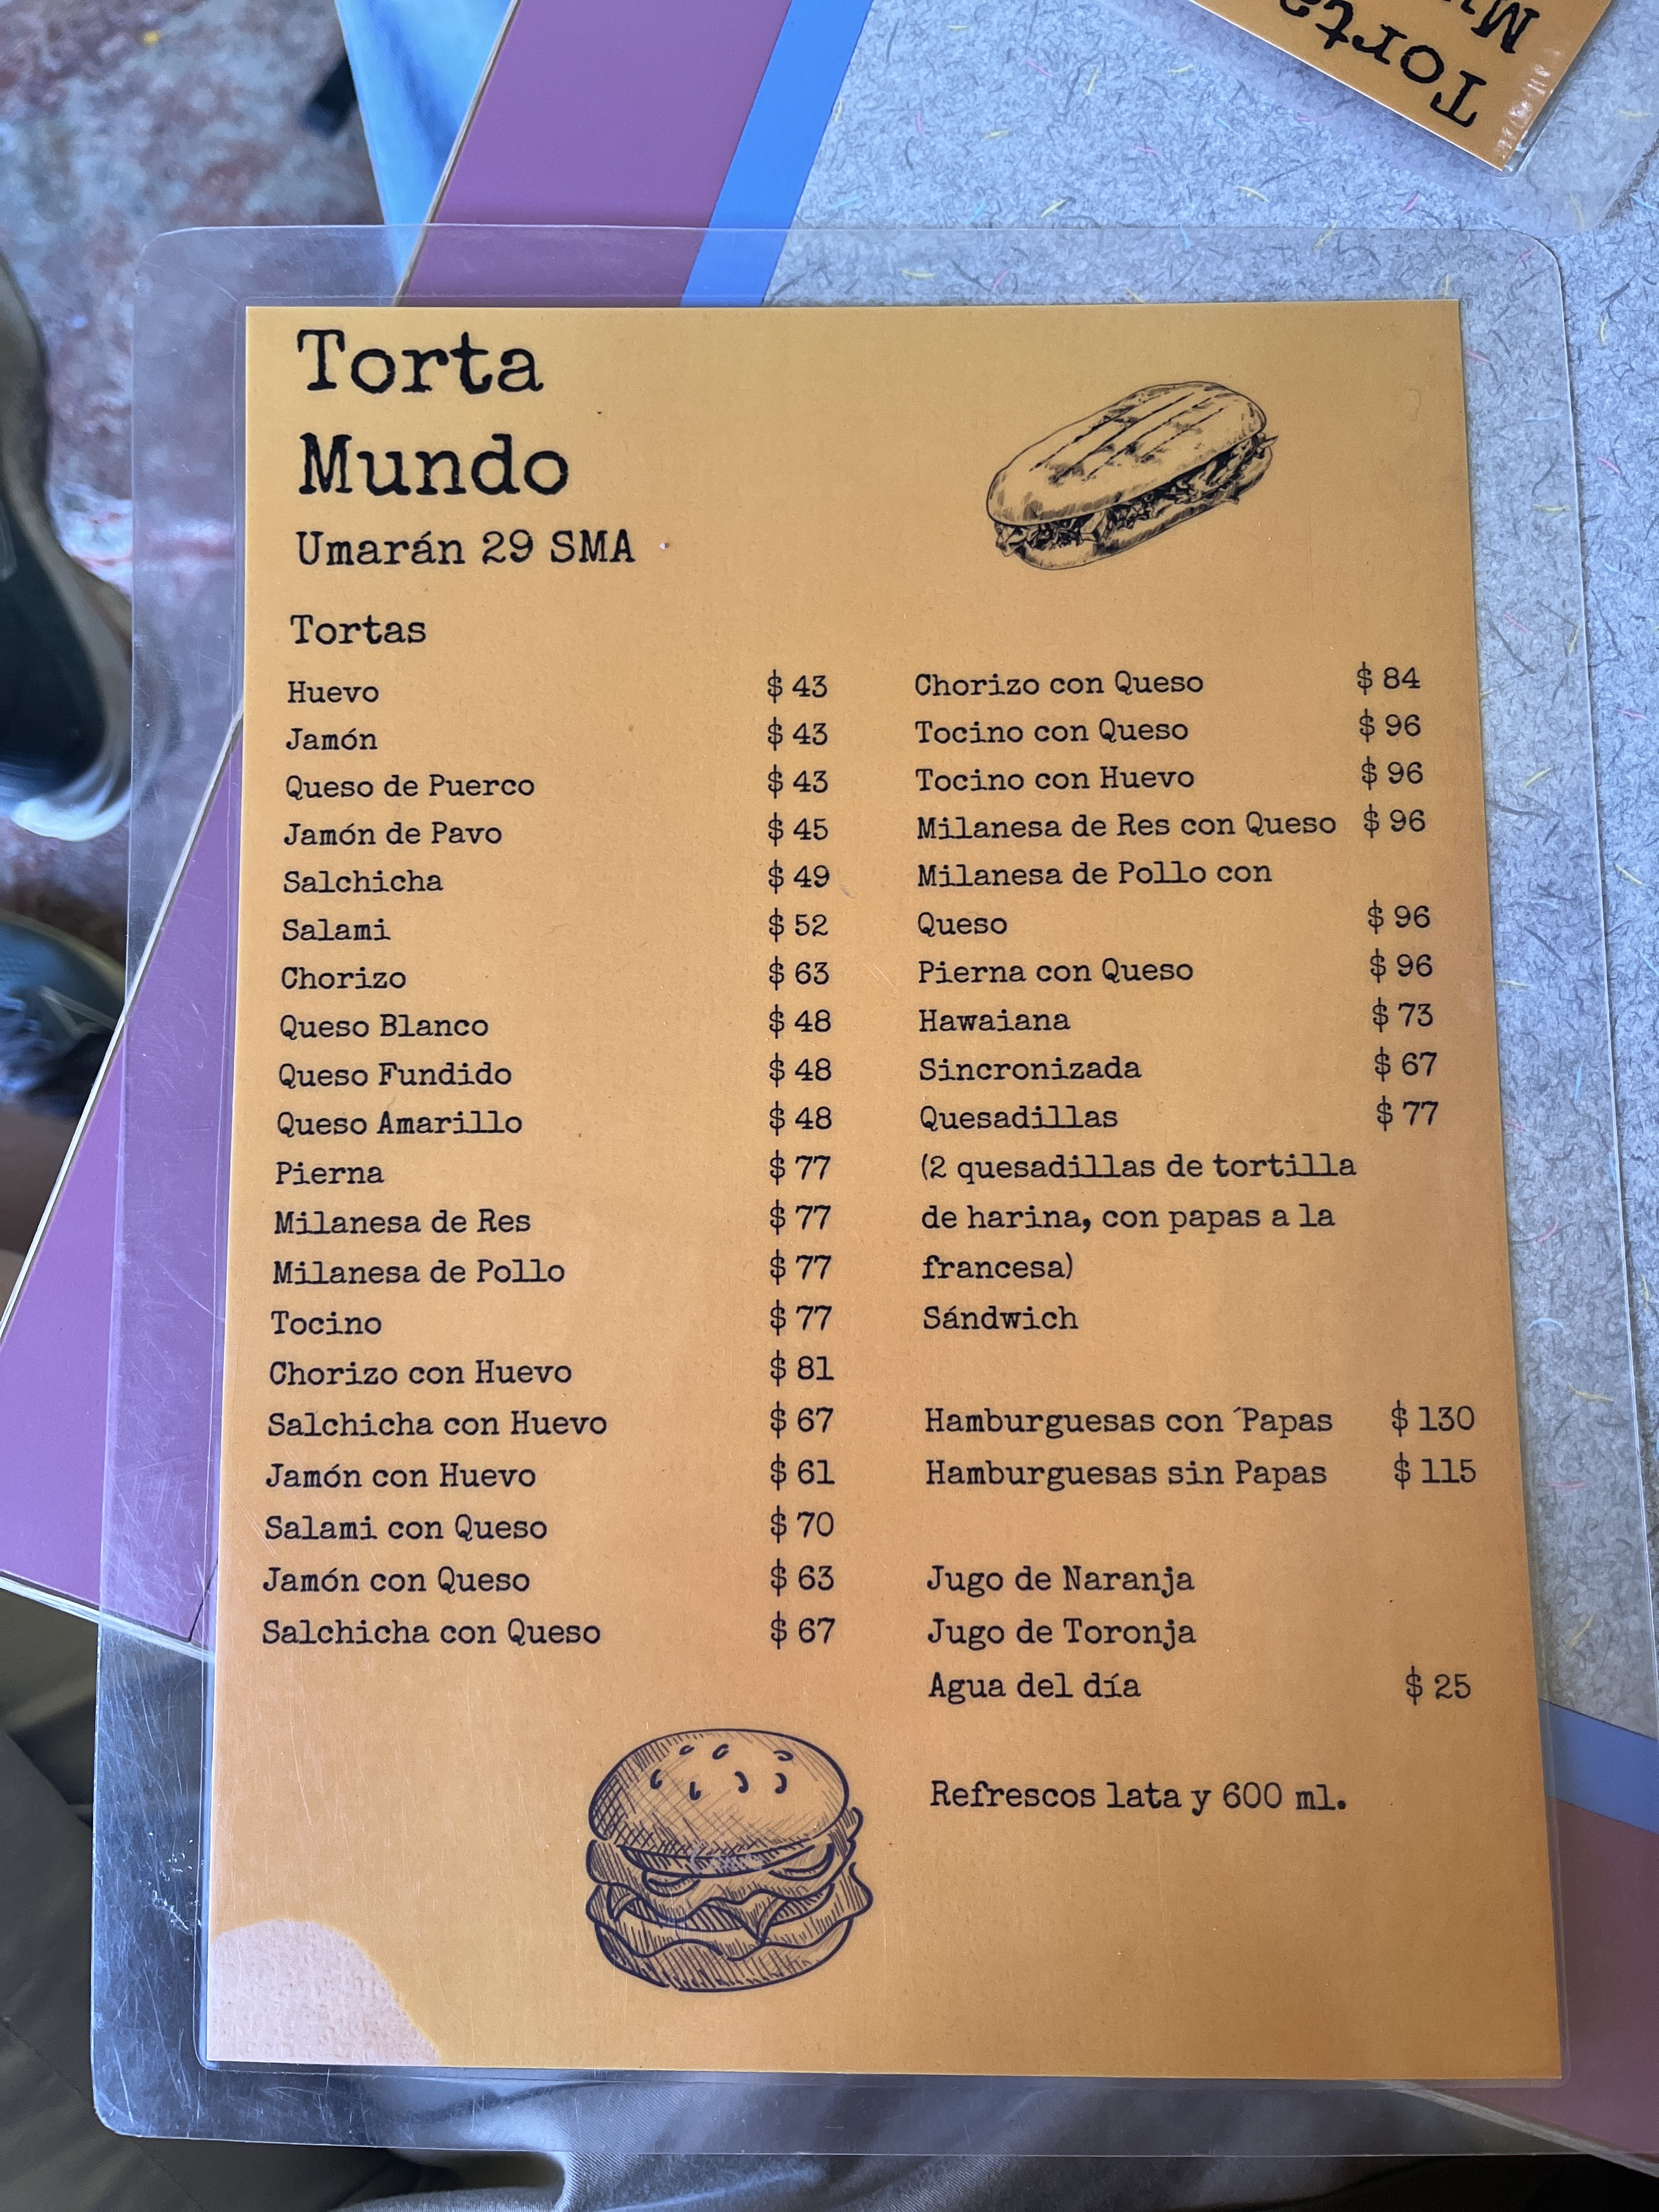 Torta
Mundo
Umarán 29 SMA
Tortas
Huevo $ 43
Jamón $ 43
Queso de Puerco $ 43
Jamón de Pavo $ 45
Salchicha $ 49
Salami $ 52
Chorizo $ 63
Queso Blanco $ 48
Queso Fundido $ 48
Queso Amarillo $ 48
Pierna $ 77
Milanesa de Res $ 77
Milanesa de Pollo $ 77
Tocino $ 77
Chorizo con Huevo $ 81
Salchicha con Huevo $ 67
Jamón con Huevo $ 61
Salami con Queso $ 70
Jamón con Queso $ 63
Salchicha con Queso $ 67
Chorizo con Queso $ 84
Tocino con Queso $ 96
Tocino con Huevo $ 96
Milanesa de Res con Queso $ 96
Milanesa de Pollo con
Queso $ 96
Pierna con Queso $ 96
Hawaiana $ 73
Sincronizada $ 67
Quesadillas $ 77
(2 quesadillas de tortilla
de harina, con papas a la
francesa)
Sándwich
Hamburguesas con ´Papas $ 130
Hamburguesas sin Papas $ 115
Jugo de Naranja
Jugo de Toronja
Agua del día $ 25
Refrescos lata y 600 ml.
Torta